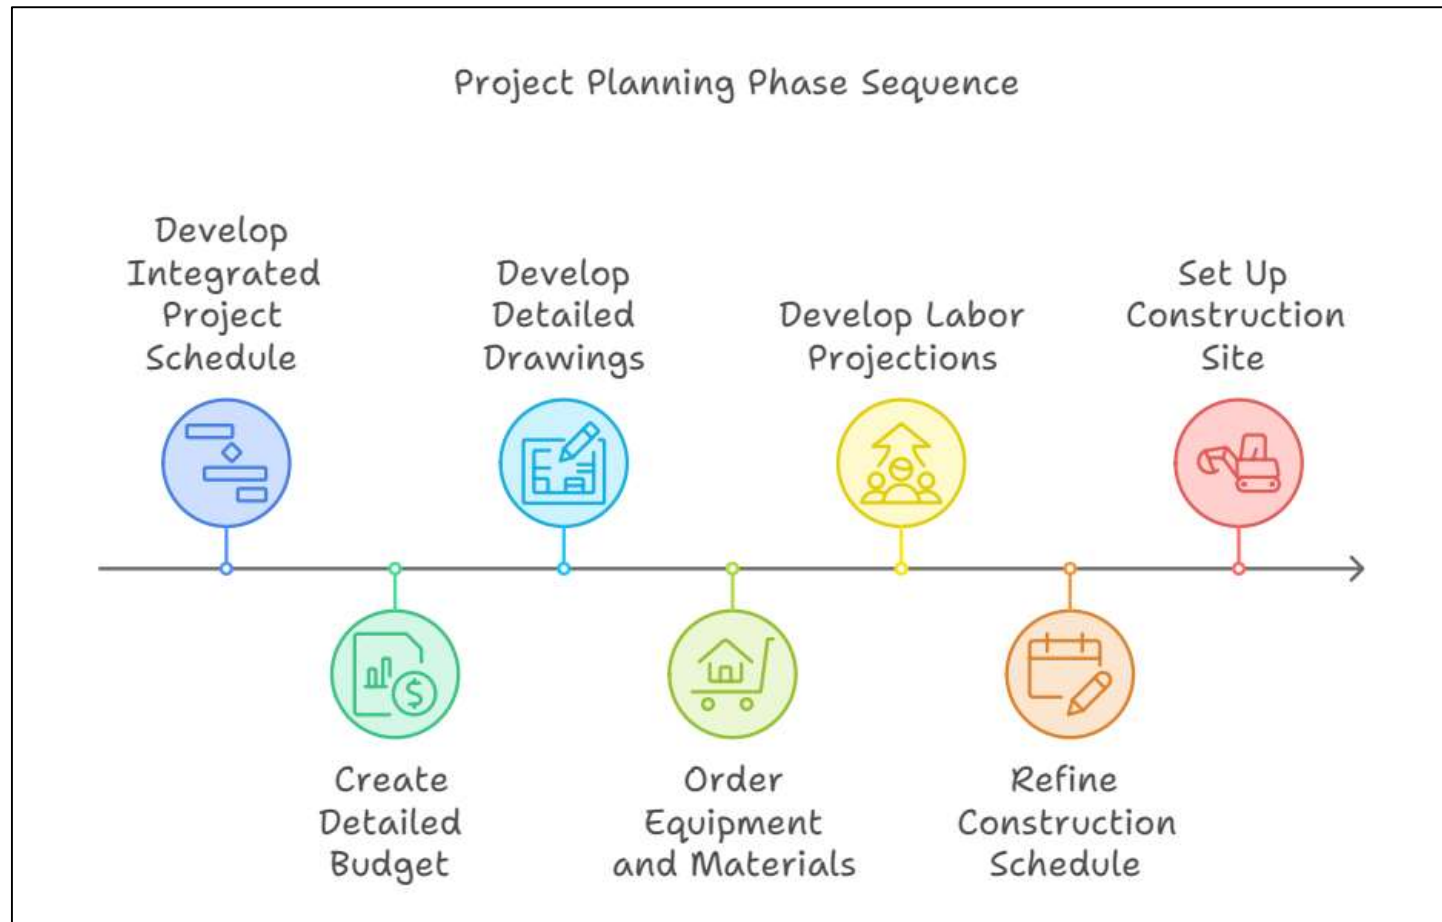 Project Planning Phase Sequence
Develop
Integrated
Project
Schedule
Create
Detailed
Budget
Develop
Detailed
Drawings
Order
Equipment
and Materials
Develop Labor
Projections
Refine
Construction
Schedule
Set Up
Construction
Site
$